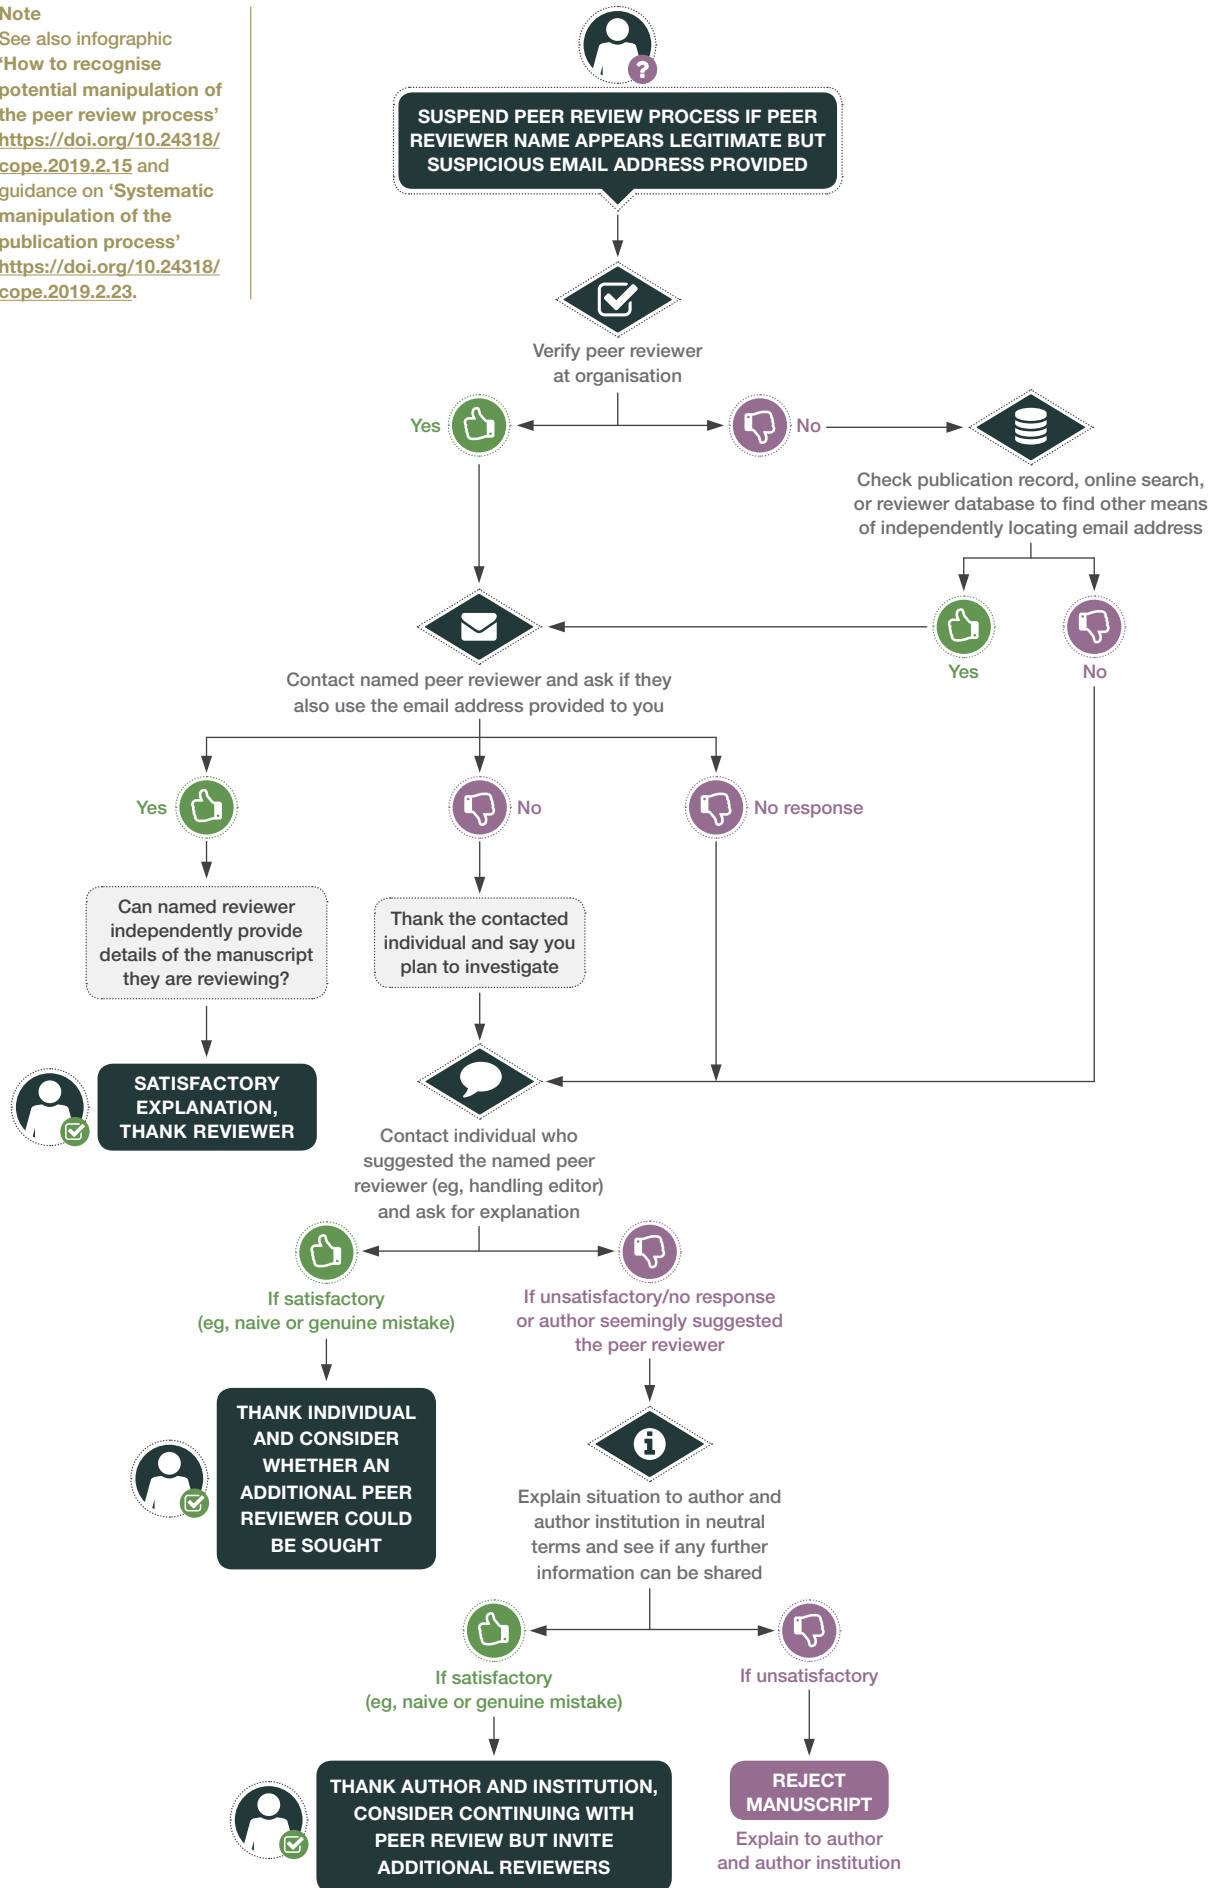 Note
See also infographic
‘How to recognise
potential manipulation of
the peer review process’
https://doi.org/10.24318/
cope.2019.2.15 and
guidance on ‘Systematic
manipulation of the
publication process’
https://doi.org/10.24318/
cope.2019.2.23.
?
SUSPEND PEER REVIEW PROCESS IF PEER
REVIEWER NAME APPEARS LEGITIMATE BUT
SUSPICIOUS EMAIL ADDRESS PROVIDED
Verify peer reviewer
at organisation
Yes
No
Check publication record, online search,
or reviewer database to find other means
of independently locating email address
Yes
No
Contact named peer reviewer and ask if they
also use the email address provided to you
Yes
No
No response
Can named reviewer
independently provide
details of the manuscript
they are reviewing?
Thank the contacted
individual and say you
plan to investigate
SATISFACTORY
EXPLANATION,
THANK REVIEWER
Contact individual who
suggested the named peer
reviewer (eg, handling editor)
and ask for explanation
If satisfactory
(eg, naive or genuine mistake)
If unsatisfactory/no response
or author seemingly suggested
the peer reviewer
THANK INDIVIDUAL
AND CONSIDER
WHETHER AN
ADDITIONAL PEER
REVIEWER COULD
BE SOUGHT
i
Explain situation to author and
author institution in neutral
terms and see if any further
information can be shared
If satisfactory
(eg, naive or genuine mistake)
If unsatisfactory
THANK AUTHOR AND INSTITUTION,
CONSIDER CONTINUING WITH
PEER REVIEW BUT INVITE
ADDITIONAL REVIEWERS
REJECT
MANUSCRIPT
Explain to author
and author institution